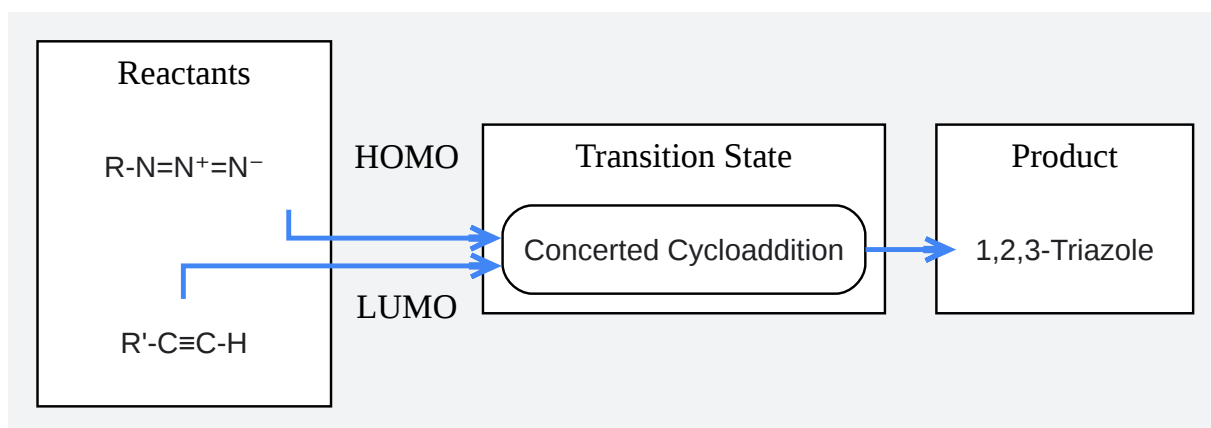 Reactants
R-N=N⁺=N⁻
R'-C≡C-H
HOMO
LUMO
Transition State
Concerted Cycloaddition
Product
1,2,3-Triazole